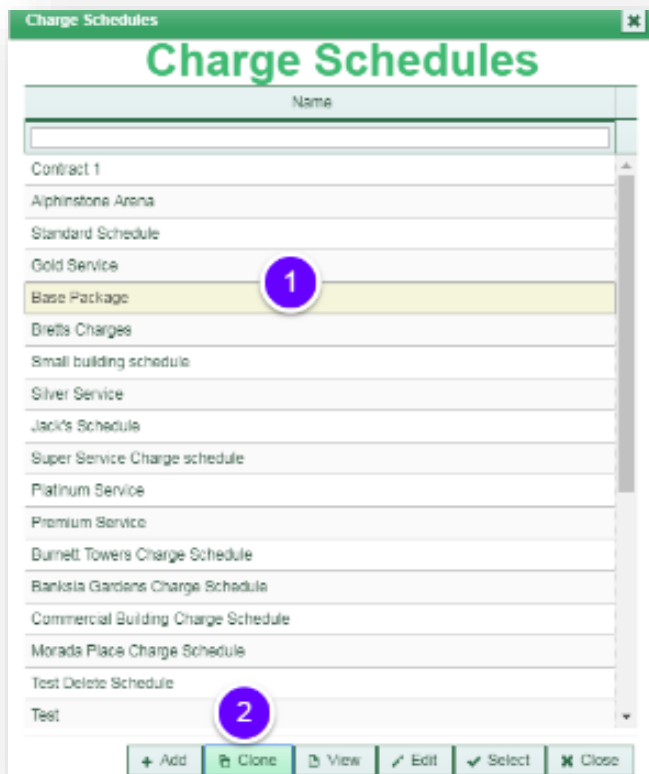 Charge Schedules
Charge Schedules
Name
Contract 1
Alphinstone Arena
Standard Schedule
Gold Service
1
Base Package
Bretts Charges
Small building schedule
Silver Service
Jack's Schedule
Super Service Charge schedule
Platinum Service
Premium Service
Burnett Towers Charge Schedule
Banksia Gardens Charge Schedule
Commercial Building Charge Schedule
Morada Place Charge Schedule
Test Delete Schedule
Test
2
Add Clone View Edit Select Close